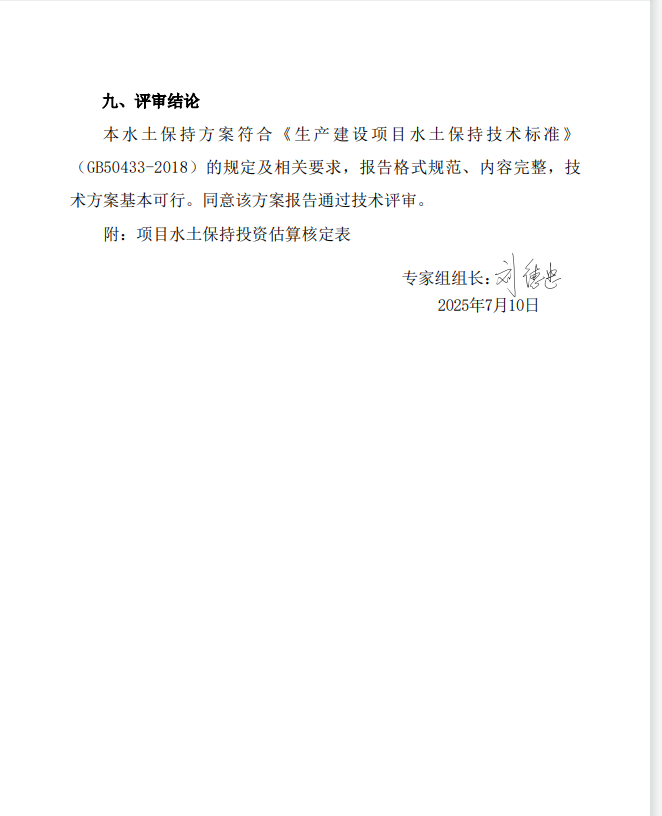 九、评审结论
本水土保持方案符合《生产建设项目水土保持技术标准》
（GB50433-2018）的规定及相关要求，报告格式规范、内容完整，技
术方案基本可行。同意该方案报告通过技术评审。
附：项目水土保持投资估算核定表
专家组组长：刘德忠
2025年7月10日